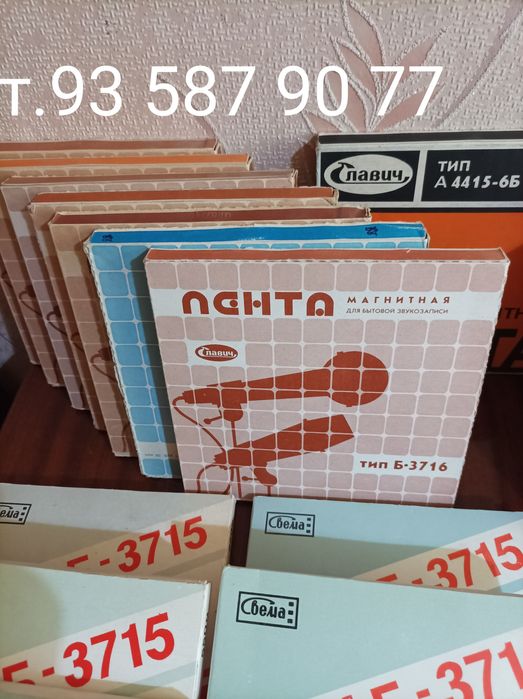 т.93 587 90 77
Славич
ТИП
А 4415-6Б
ЛЕНТА МАГНИТНАЯ
ДЛЯ БЫТОВОЙ ЗВУКОЗАПИСИ
Славич
ТИП Б-3716
Свема
Б-3715
Свема
Б-3715
Б-3715
Свема